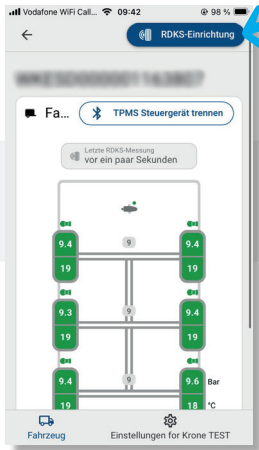 Vodafone WiFi Call... 09:42 98 %
RDKS-Einrichtung
Fa... TPMS Steuergerät trennen
Letzte RDKS-Messung
vor ein paar Sekunden
9.4 9 9.4
19 19
9.3 9 9.4
19 19
9.4 9 9.6 Bar
19 18 °C
Fahrzeug Einstellungen for Krone TEST